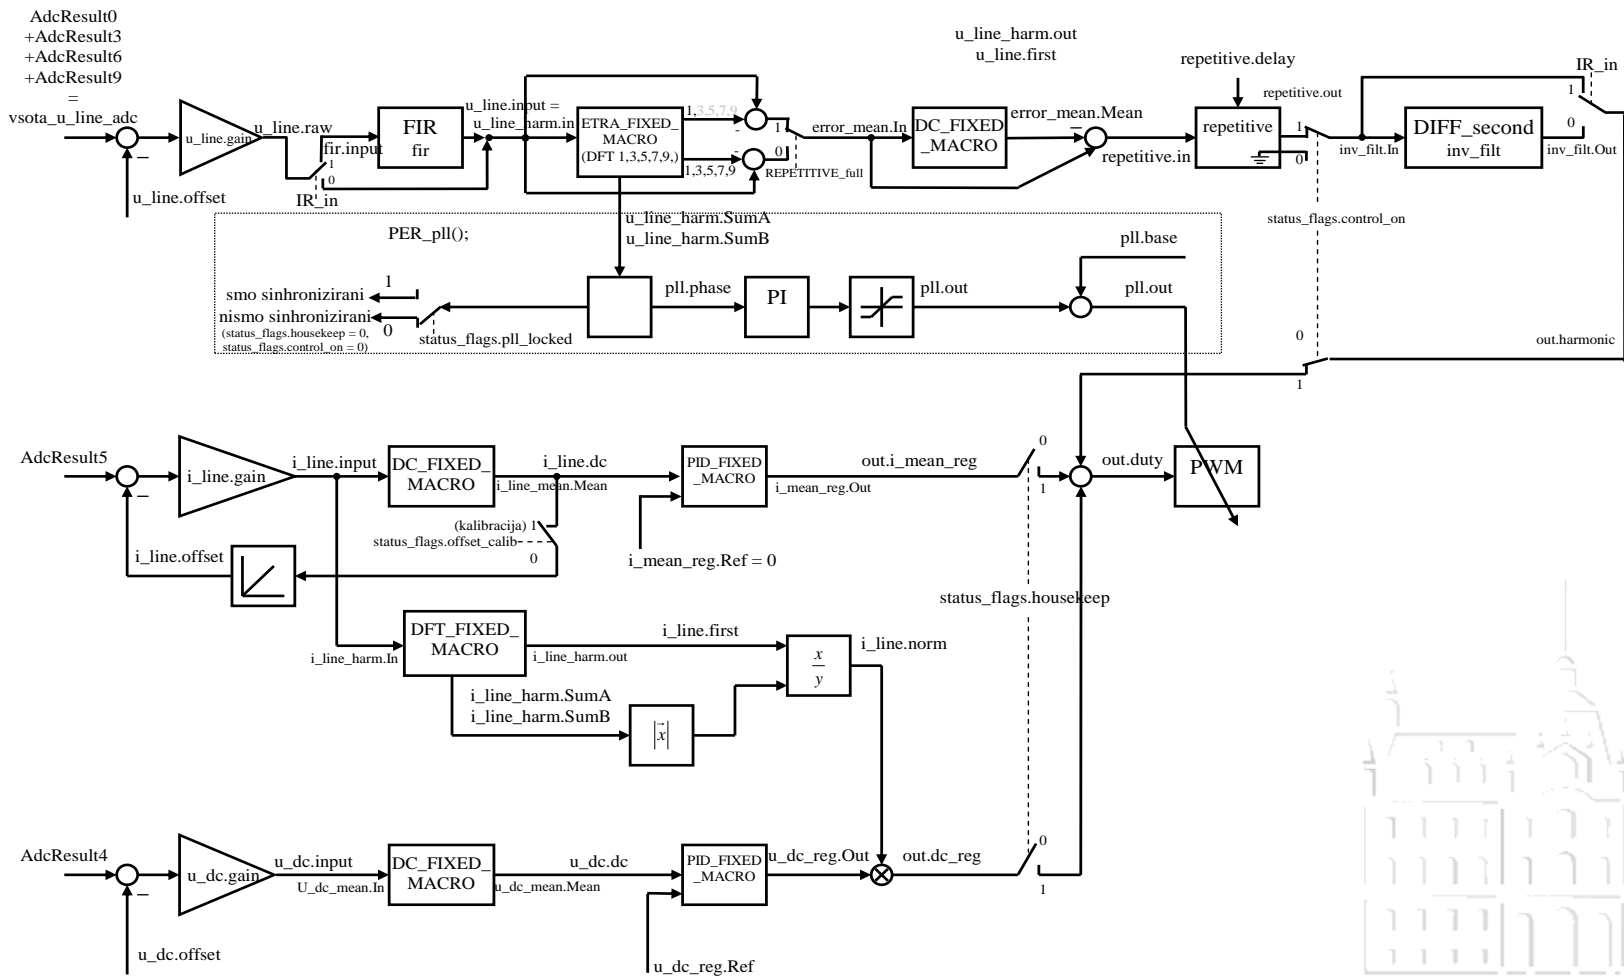 AdcResult0
+AdcResult3
+AdcResult6
+AdcResult9
=
vsota_u_line_adc
u_line.offset
u_line.gain
u_line.raw
fir.input
1
0
IR_in
FIR
fir
u_line.input =
u_line_harm.in
ETRA_FIXED_
MACRO
(DFT 1,3,5,7,9,)
1,3,5,7,9
-
-
1,3,5,7,9
1
0
REPETITIVE_full
error_mean.In
u_line_harm.out
u_line.first
DC_FIXED
_MACRO
error_mean.Mean
repetitive.in
repetitive.delay
repetitive
repetitive.out
1
0
inv_filt.In
DIFF_second
inv_filt
IR_in
1
0
inv_filt.Out
status_flags.control_on
u_line_harm.SumA
u_line_harm.SumB
PER_pll();
smo sinhronizirani
1
nismo sinhronizirani
0
(status_flags.housekeep = 0,
status_flags.control_on = 0)
status_flags.pll_locked
pll.phase
PI
pll.out
pll.base
pll.out
0
1
out.harmonic
AdcResult5
i_line.gain
i_line.input
DC_FIXED_
MACRO
i_line.dc
i_line_mean.Mean
PID_FIXED
_MACRO
out.i_mean_reg
i_mean_reg.Out
0
1
out.duty
PWM
(kalibracija) 1
status_flags.offset_calib
0
i_line.offset
i_mean_reg.Ref = 0
status_flags.housekeep
DFT_FIXED_
MACRO
i_line_harm.In
i_line.first
i_line_harm.out
x
y
i_line.norm
i_line_harm.SumA
i_line_harm.SumB
|x|
AdcResult4
u_dc.gain
u_dc.input
U_dc_mean.In
DC_FIXED_
MACRO
u_dc.dc
u_dc_mean.Mean
PID_FIXED
_MACRO
u_dc_reg.Out
out.dc_reg
0
1
u_dc.offset
u_dc_reg.Ref